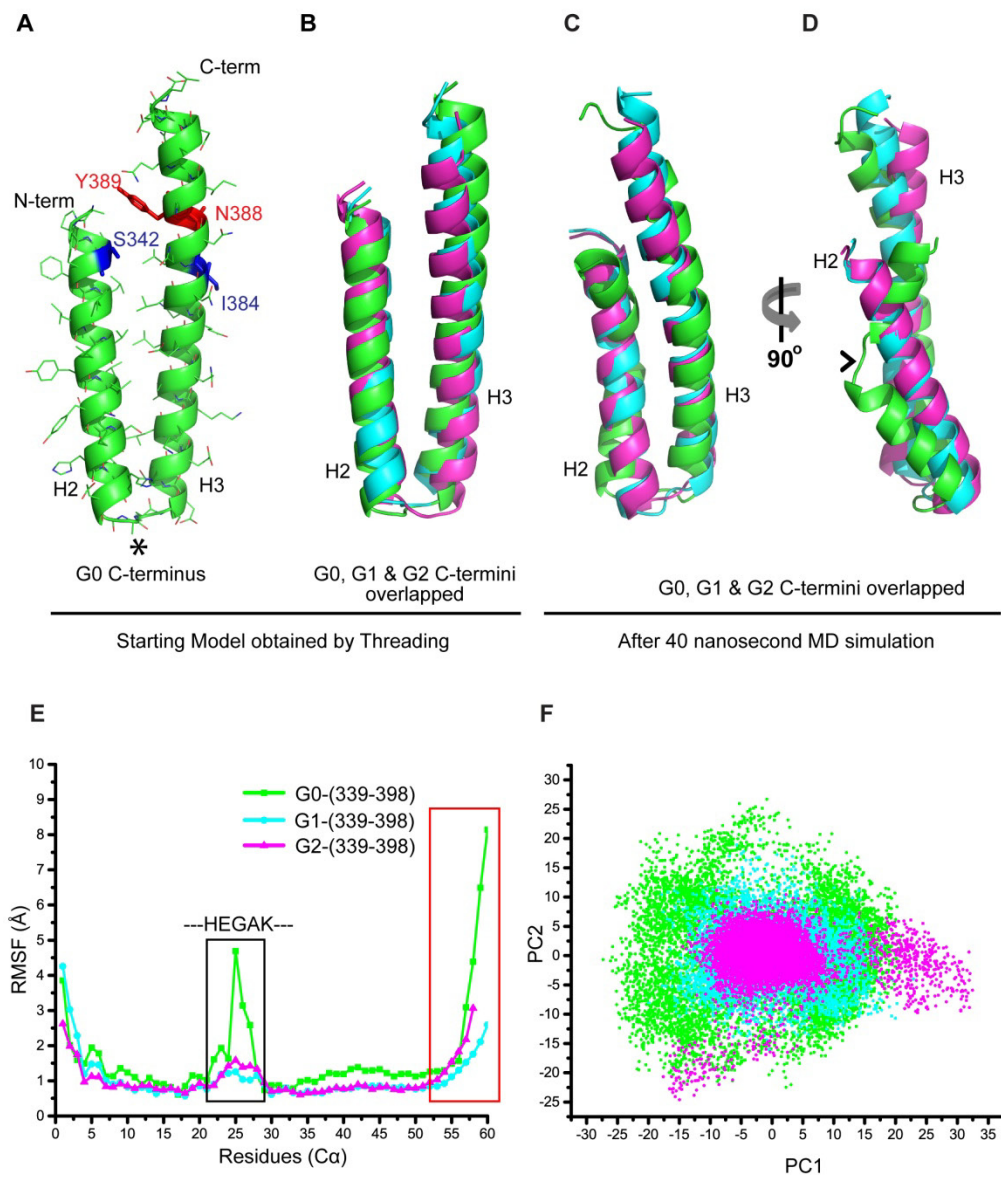 A
B
C
D
C-term
Y389
N-term
N388
S342
I384
H2
H3
*
G0 C-terminus
H3
H2
G0, G1 & G2 C-termini
overlapped
H3
H2
90°
H3
H2
G0, G1 & G2 C-termini overlapped
Starting Model obtained by Threading
After 40 nanosecond MD simulation
E
10
9
8
7
6
5
4
3
2
1
0
RMSF (Å)
G0-(339-398)
G1-(339-398)
G2-(339-398)
---HEGAK---
0 5 10 15 20 25 30 35 40 45 50 55 60
Residues (Cα)
F
30
25
20
15
10
5
0
-5
-10
-15
-20
-25
PC2
-30 -25 -20 -15 -10 -5 0 5 10 15 20 25 30 35
PC1